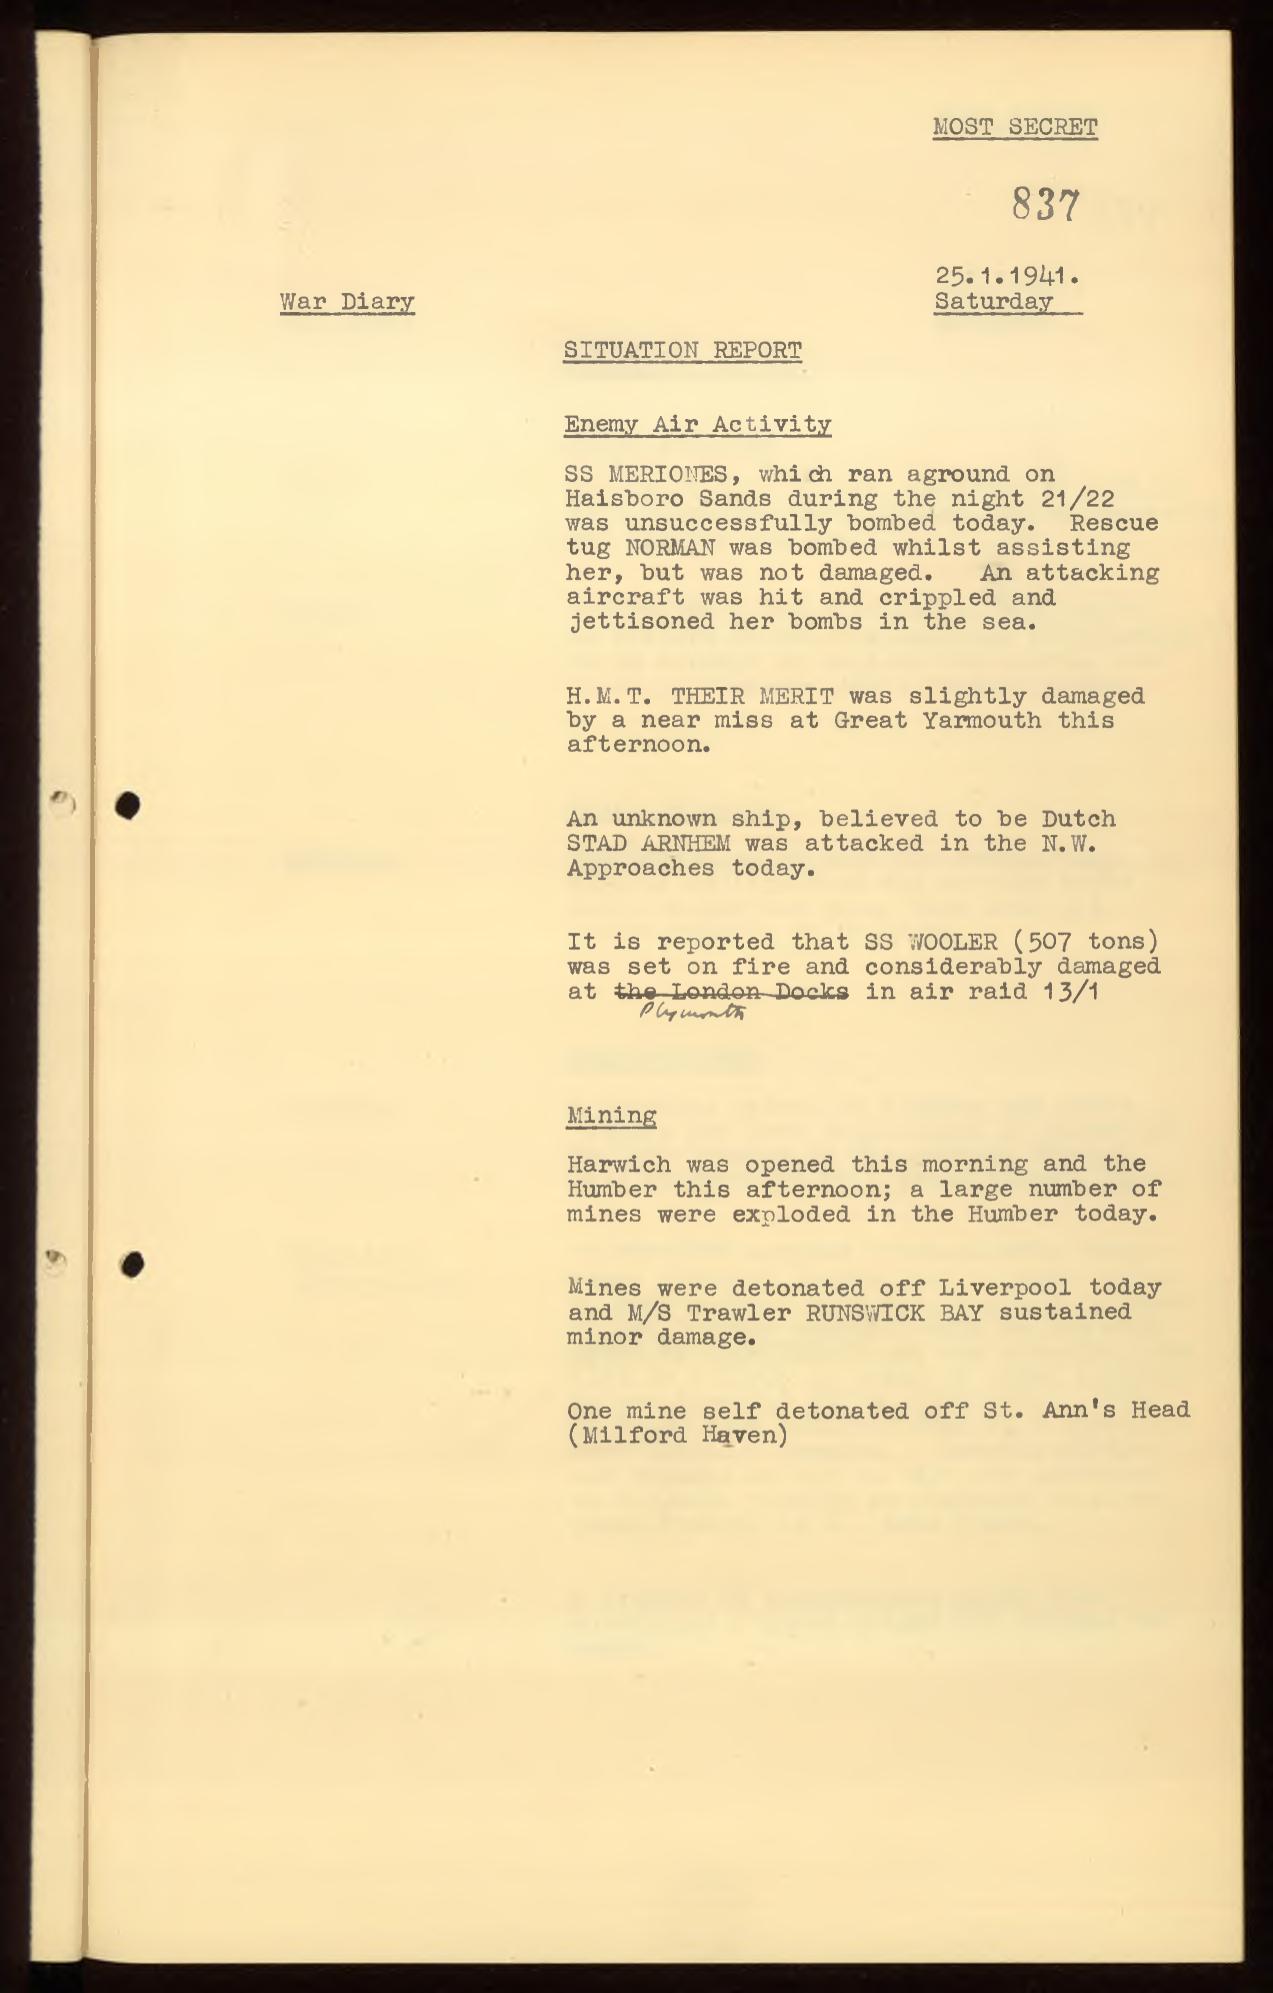 MOST SECRET
837
25.1.1941.
War Diary
Saturday
SITUATION REPORT
Enemy Air Activity
SS MERIONES, which ran aground on
Haisboro Sands during the night 21/22
was unsuccessfully bombed today. Rescue
tug NORMAN was bombed whilst assisting
her, but was not damaged. An attacking
aircraft was hit and crippled and
jettisoned her bombs in the sea.
H.M.T. THEIR MERIT was slightly damaged
by a near miss at Great Yarmouth this
afternoon.
An unknown ship, believed to be Dutch
STAD ARNHEM was attacked in the N.W.
Approaches today.
It is reported that SS WOOLER (507 tons)
was set on fire and considerably damaged
at the London Docks in air raid 13/1
Plymouth
Mining
Harwich was opened this morning and the
Humber this afternoon; a large number of
mines were exploded in the Humber today.
Mines were detonated off Liverpool today
and M/S Trawler RUNSWICK BAY sustained
minor damage.
One mine self detonated off St. Ann's Head
(Milford Haven)